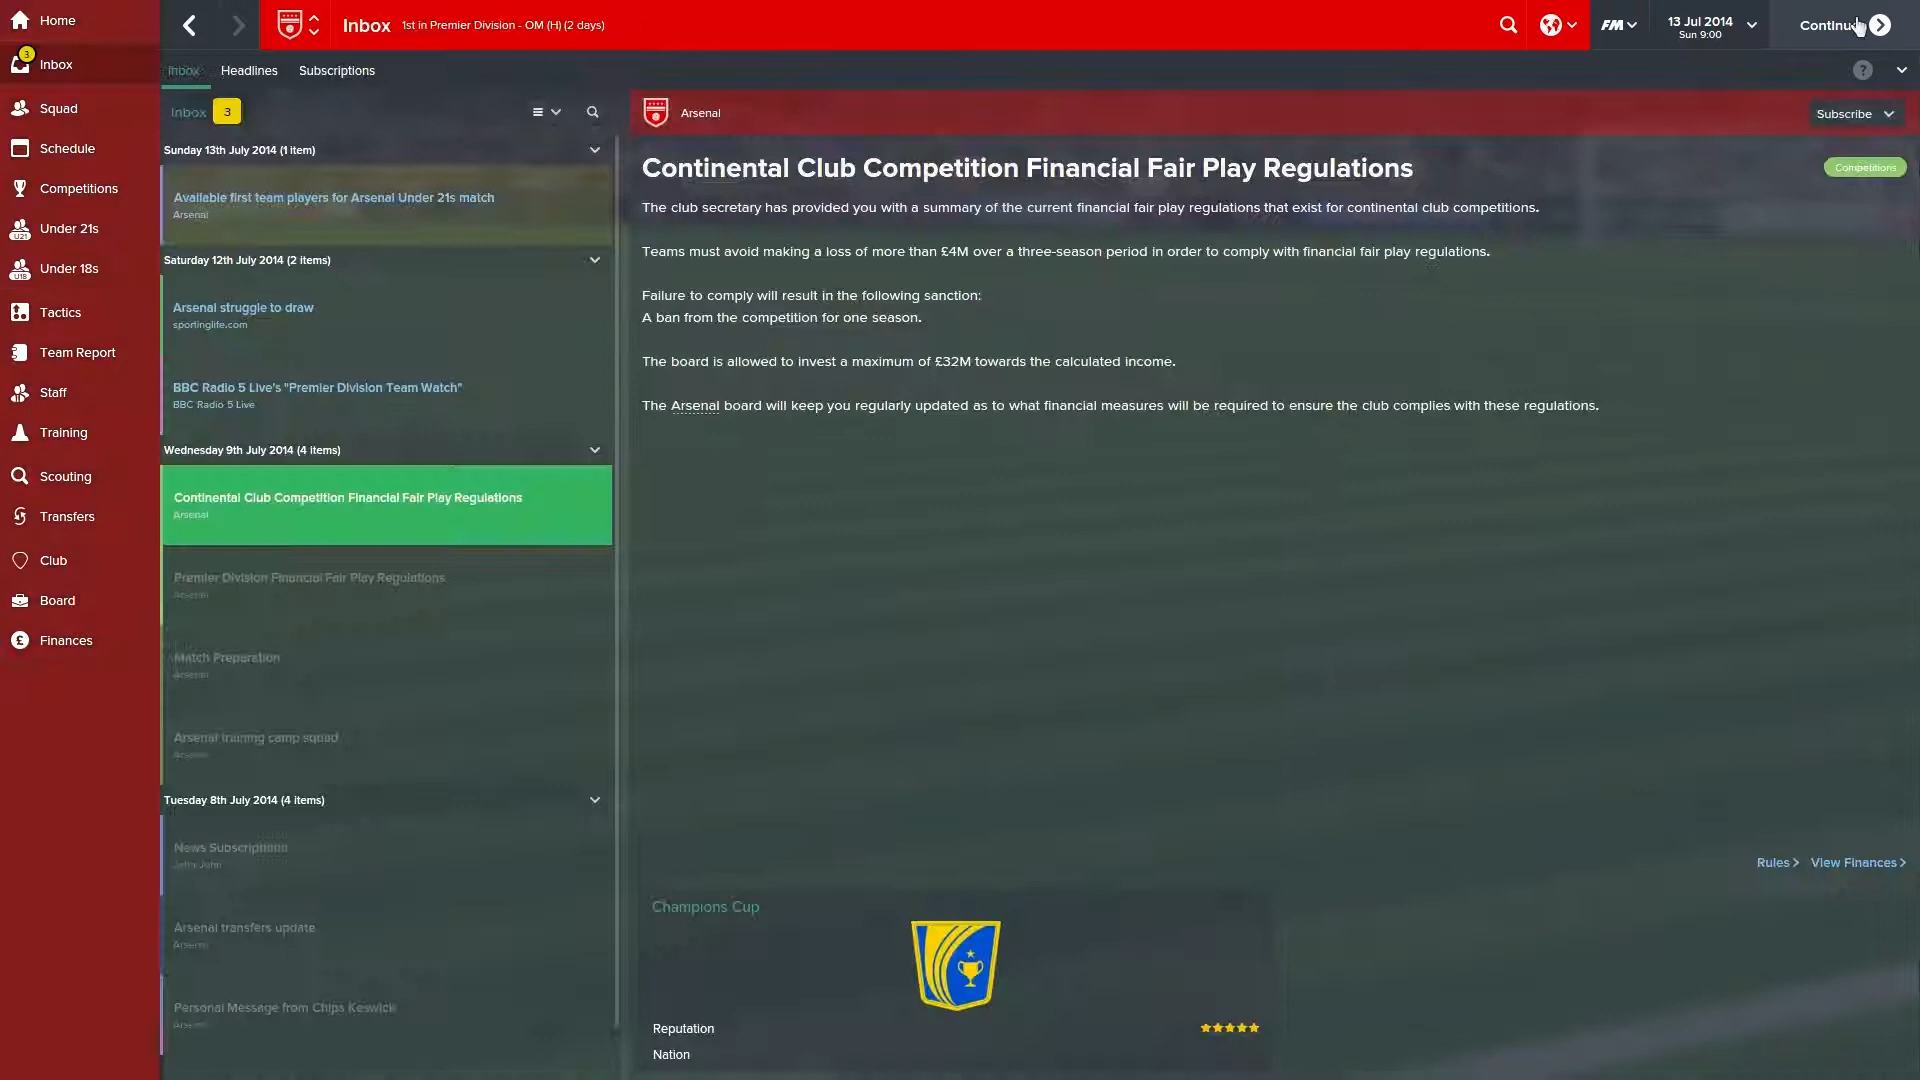 Home
Inbox
3
Squad
Schedule
Competitions
Under 21s
U21
Under 18s
U18
Tactics
Team Report
Staff
Training
Scouting
Transfers
Club
Board
Finances
Inbox
1st in Premier Division - OM (H) (2 days)
FM
13 Jul 2014
Sun 9:00
Continue
Inbox Headlines Subscriptions
?
Inbox 3
Sunday 13th July 2014 (1 item)
Available first team players for Arsenal Under 21s match
Arsenal
Saturday 12th July 2014 (2 items)
Arsenal struggle to draw
sportinglife.com
BBC Radio 5 Live's "Premier Division Team Watch"
BBC Radio 5 Live
Wednesday 9th July 2014 (4 items)
Continental Club Competition Financial Fair Play Regulations
Arsenal
Premier Division Financial Fair Play Regulations
Arsenal
Match Preparation
Arsenal
Arsenal training camp squad
Arsenal
Tuesday 8th July 2014 (4 items)
News Subscriptions
John John
Arsenal transfers update
Arsenal
Personal Message from Chips Keswick
Arsenal
Arsenal
Subscribe
Continental Club Competition Financial Fair Play Regulations
Competitions
The club secretary has provided you with a summary of the current financial fair play regulations that exist for continental club competitions.
Teams must avoid making a loss of more than £4M over a three-season period in order to comply with financial fair play regulations.
Failure to comply will result in the following sanction:
A ban from the competition for one season.
The board is allowed to invest a maximum of £32M towards the calculated income.
The Arsenal board will keep you regularly updated as to what financial measures will be required to ensure the club complies with these regulations.
Rules > View Finances >
Champions Cup
Reputation
Nation